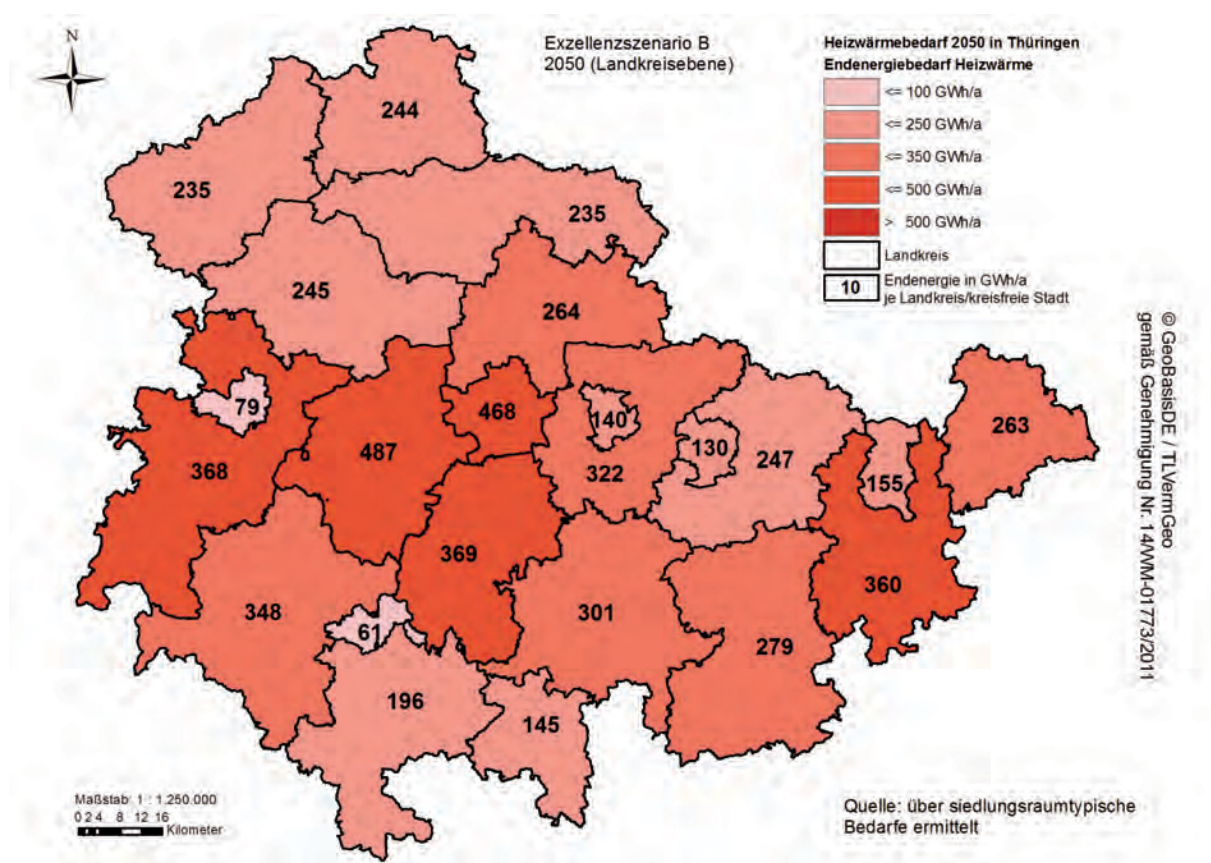 N
Exzellenzszenario B
2050 (Landkreisebene)
Heizwärmebedarf 2050 in Thüringen
Endenergiebedarf Heizwärme
<= 100 GWh/a
<= 250 GWh/a
<= 350 GWh/a
<= 500 GWh/a
> 500 GWh/a
Landkreis
10
Endenergie in GWh/a
je Landkreis/kreisfreie Stadt
244
235
235
245
264
79
468
140
130
263
368
487
322
247
155
369
360
348
61
301
279
196
145
© GeoBasisDE / TLVermGeo
gemäß Genehmigung Nr. 14/WM-01773/2011
Maßstab: 1 : 1.250.000
0 2 4 8 12 16
Kilometer
Quelle: über siedlungsraumtypische
Bedarfe ermittelt